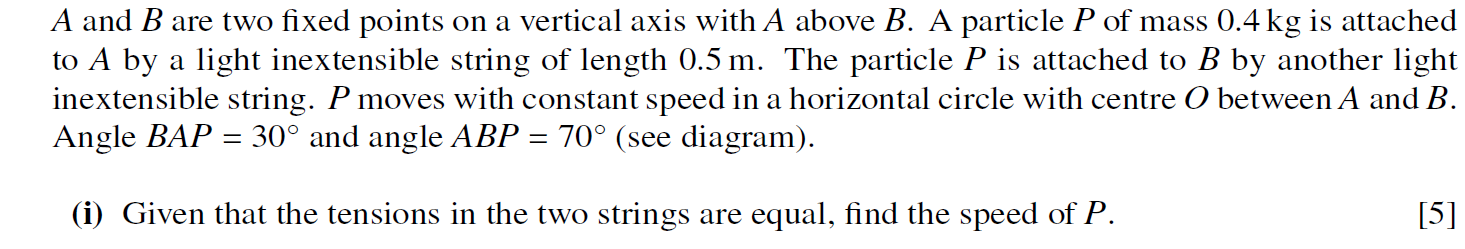 A and B are two fixed points on a vertical axis with A above B. A particle P of mass 0.4 kg is attached
to A by a light inextensible string of length 0.5 m. The particle P is attached to B by another light
inextensible string. P moves with constant speed in a horizontal circle with centre O between A and B.
Angle BAP = 30° and angle ABP = 70° (see diagram).
(i) Given that the tensions in the two strings are equal, find the speed of P. [5]